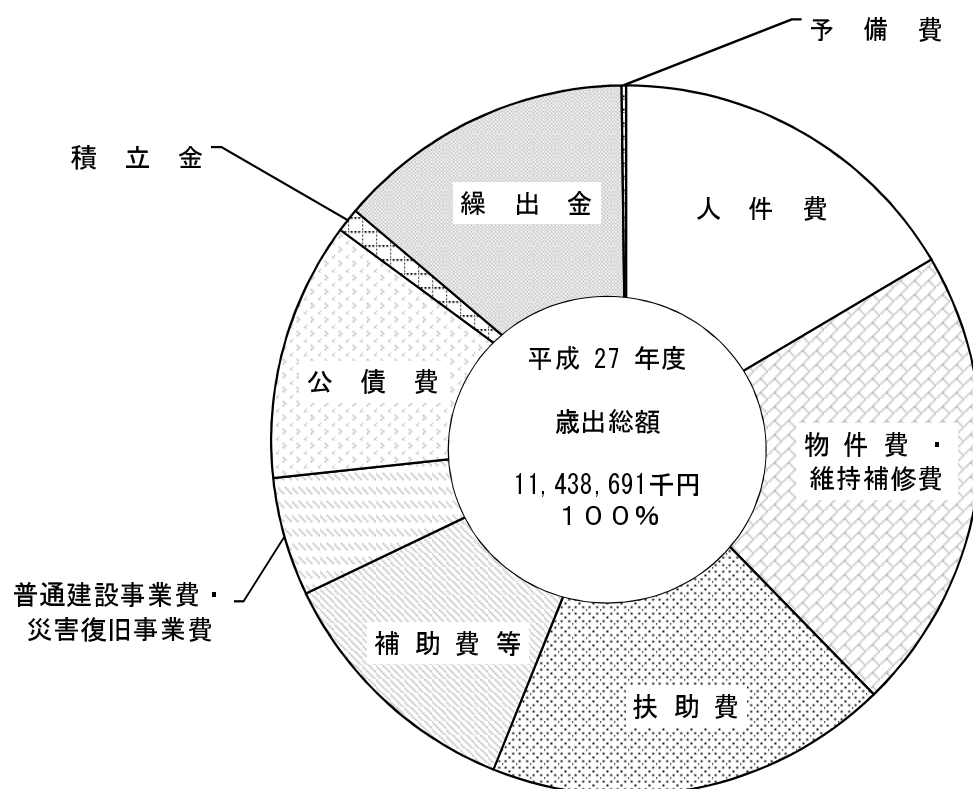 予備費
積立金
繰出金
人件費
平成 27 年度
歳出総額
11,438,691千円
１００％
公債費
物件費・
維持補修費
普通建設事業費・
災害復旧事業費
補助費等
扶助費